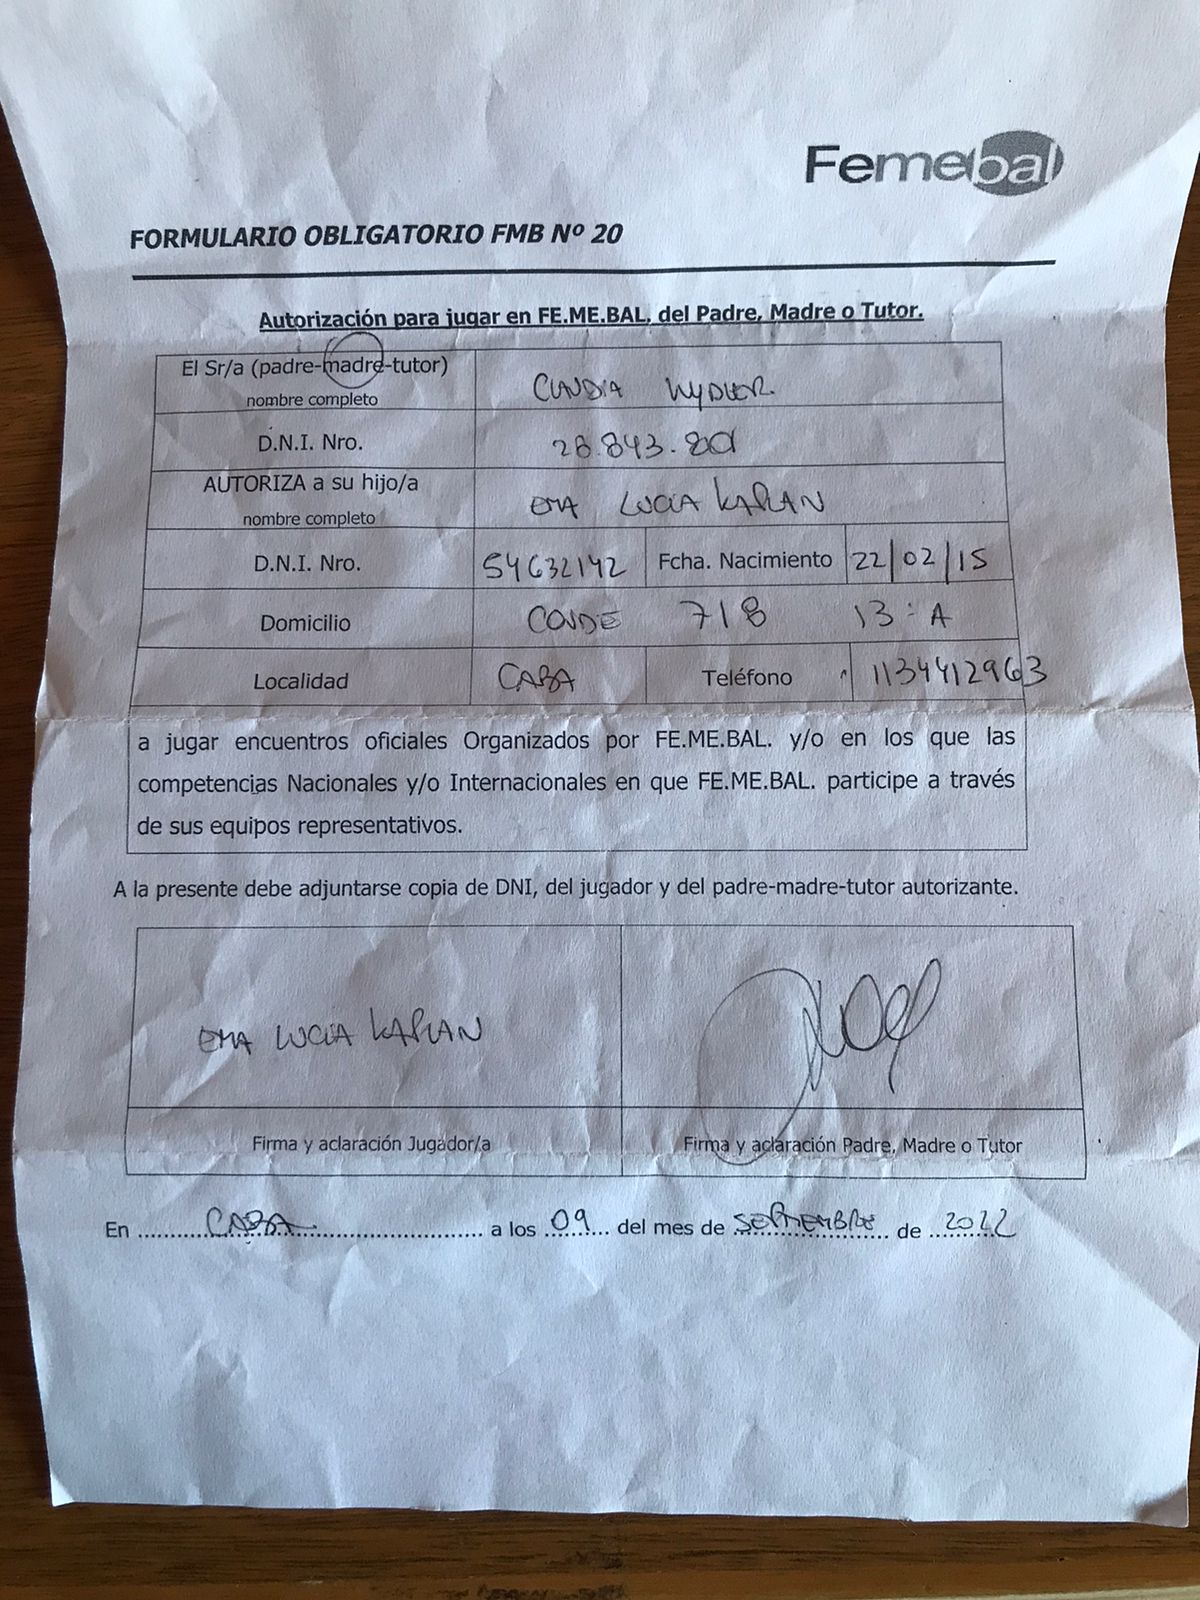 Femebal
FORMULARIO OBLIGATORIO FMB Nº 20
Autorización para jugar en FE.ME.BAL. del Padre, Madre o Tutor.
El Sr/a (padre-madre-tutor)
nombre completo
CLAUDIA
D.N.I. Nro.
28.843.801
AUTORIZA a su hijo/a
nombre completo
EMA LUCIA KAPLAN
D.N.I. Nro. 54632142 Fcha. Nacimiento 22/02/15
Domicilio CONDE 718 13 A
Localidad CABA Teléfono 1134412963
a jugar encuentros oficiales Organizados por FE.ME.BAL. y/o en los que las
competencias Nacionales y/o Internacionales en que FE.ME.BAL. participe a través
de sus equipos representativos.
A la presente debe adjuntarse copia de DNI, del jugador y del padre-madre-tutor autorizante.
EMA LUCIA KAPLAN
Firma y aclaración Jugador/a Firma y aclaración Padre, Madre o Tutor
En CABA a los 09 del mes de SEPTIEMBRE de 2022